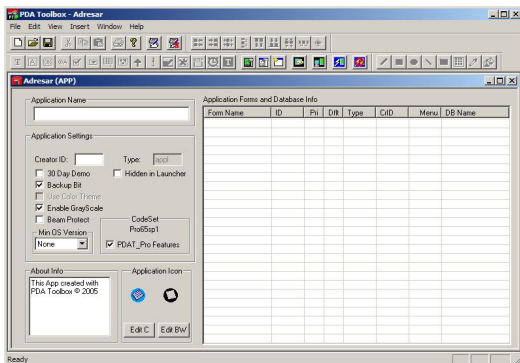 PDA Toolbox - Adresar
File Edit View Insert Window Help
Adresar (APP)
Application Name
Application Settings
Creator ID:
Type: appl
30 Day Demo
Hidden in Launcher
Backup Bit
Use Color Theme
Enable GrayScale
Beam Protect
CodeSet
Pro65sp1
Min OS Version
None
PDAT_Pro Features
About Info
This App created with
PDA Toolbox © 2005
Application Icon
Edit C
Edit BW
Application Forms and Database Info
Form Name ID Pri Dflt Type CrID Menu DB Name
Ready